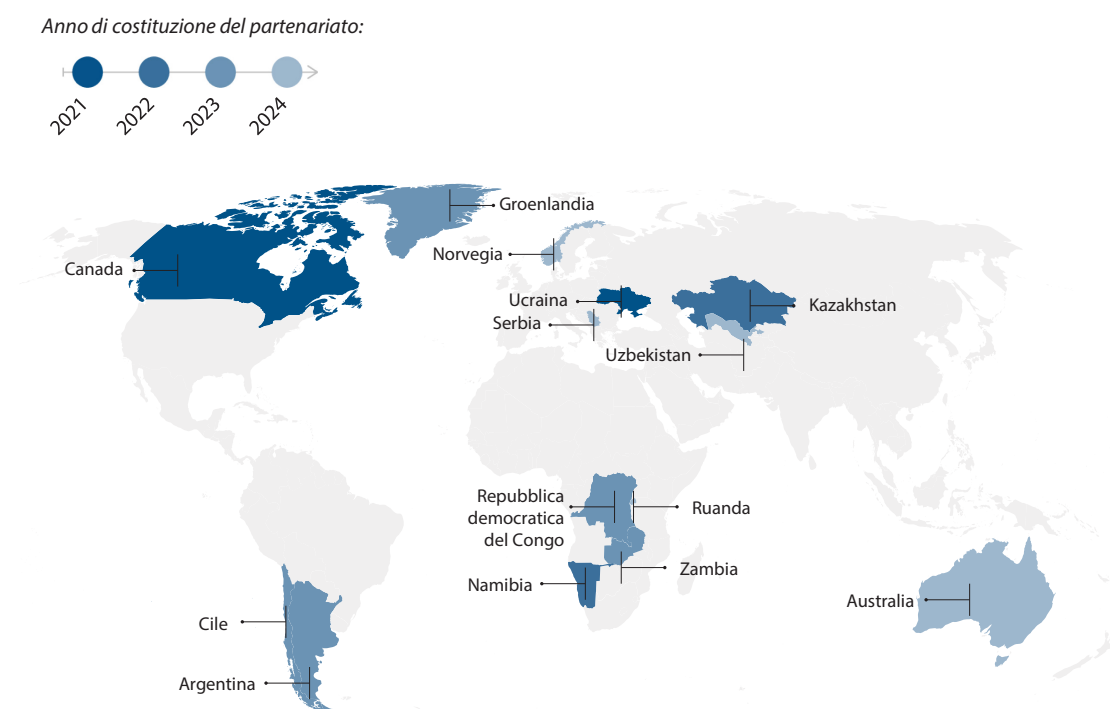 Anno di costituzione del partenariato:
2021
2022
2023
2024
Groenlandia
Norvegia
Canada
Ucraina
Kazakhstan
Serbia
Uzbekistan
Repubblica
democratica
del Congo
Ruanda
Zambia
Namibia
Australia
Cile
Argentina